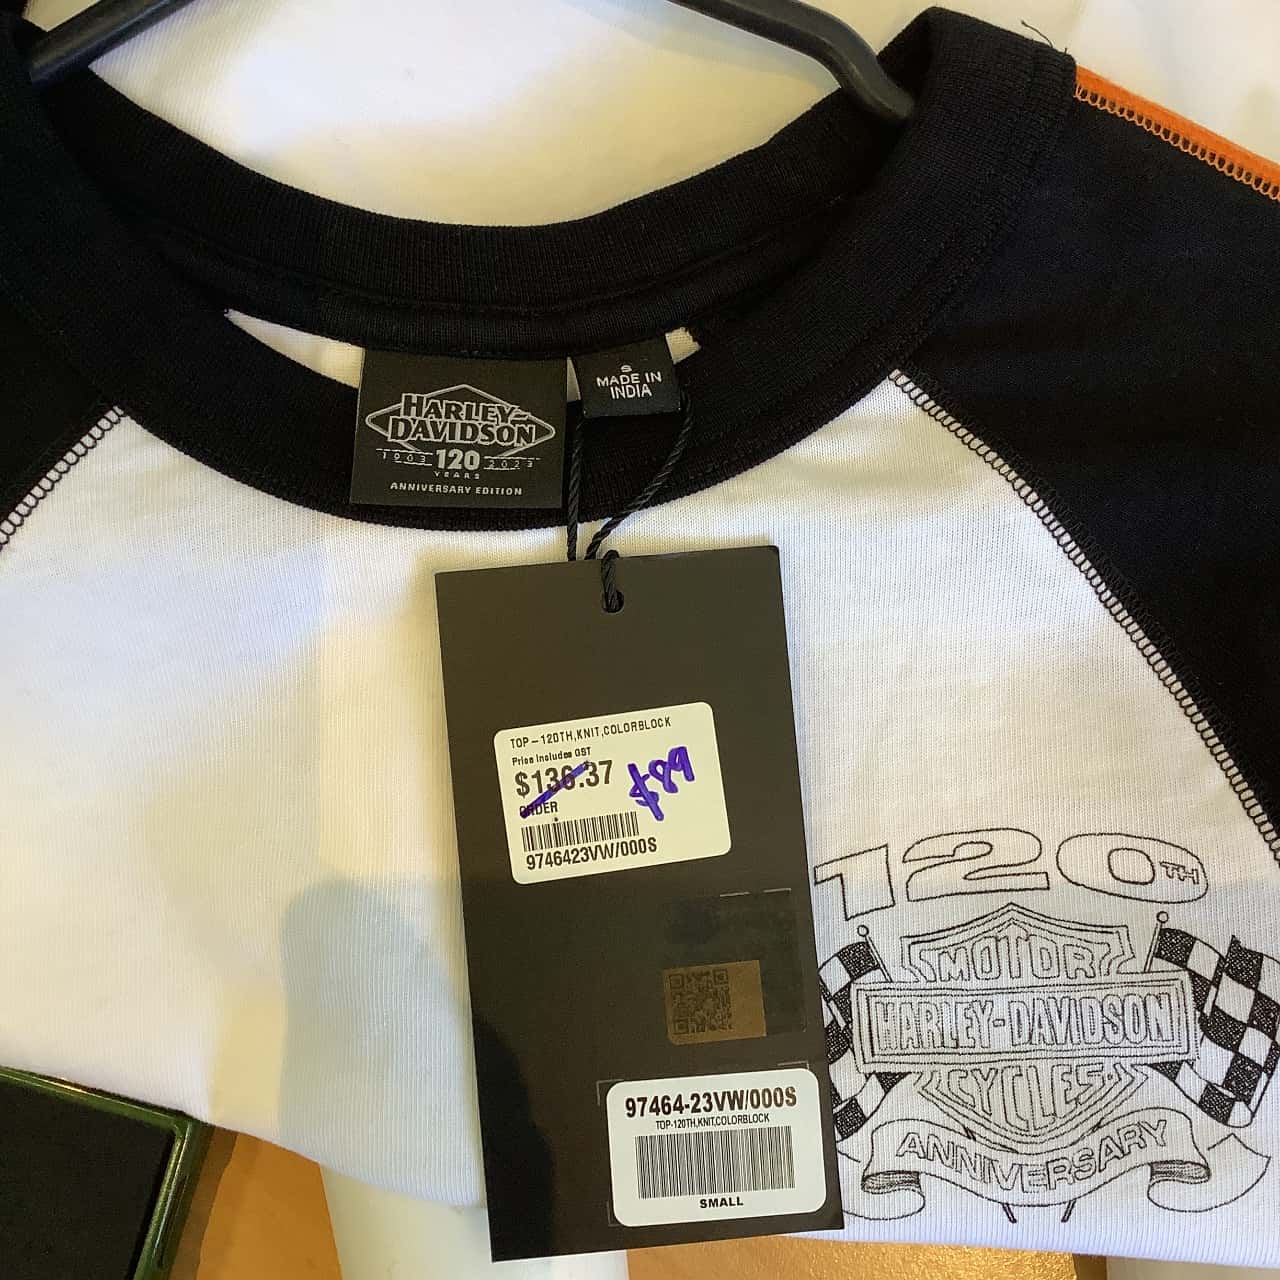 HARLEY-
DAVIDSON
1903 120 2023
YEARS
ANNIVERSARY EDITION
S
MADE IN
INDIA
TOP-120TH,KNIT,COLORBLOCK
Price Includes GST
$136.37
$89
ORDER
9746423VW/000S
97464-23VW/000S
TOP-120TH,KNIT,COLORBLOCK
SMALL
120TH
MOTOR
HARLEY-DAVIDSON
CYCLES
ANNIVERSARY